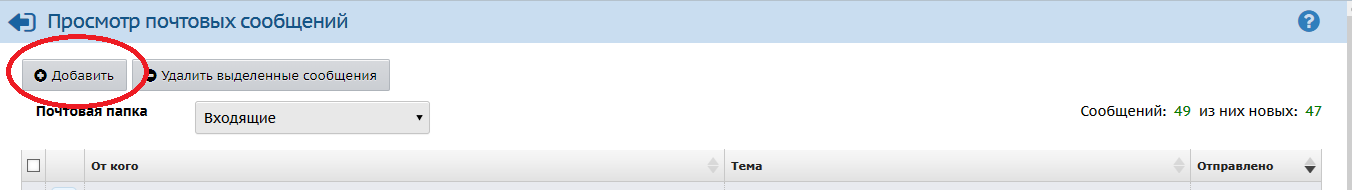 Просмотр почтовых сообщений ?
Добавить Удалить выделенные сообщения
Почтовая папка Входящие Сообщений: 49 из них новых: 47
От кого Тема Отправлено